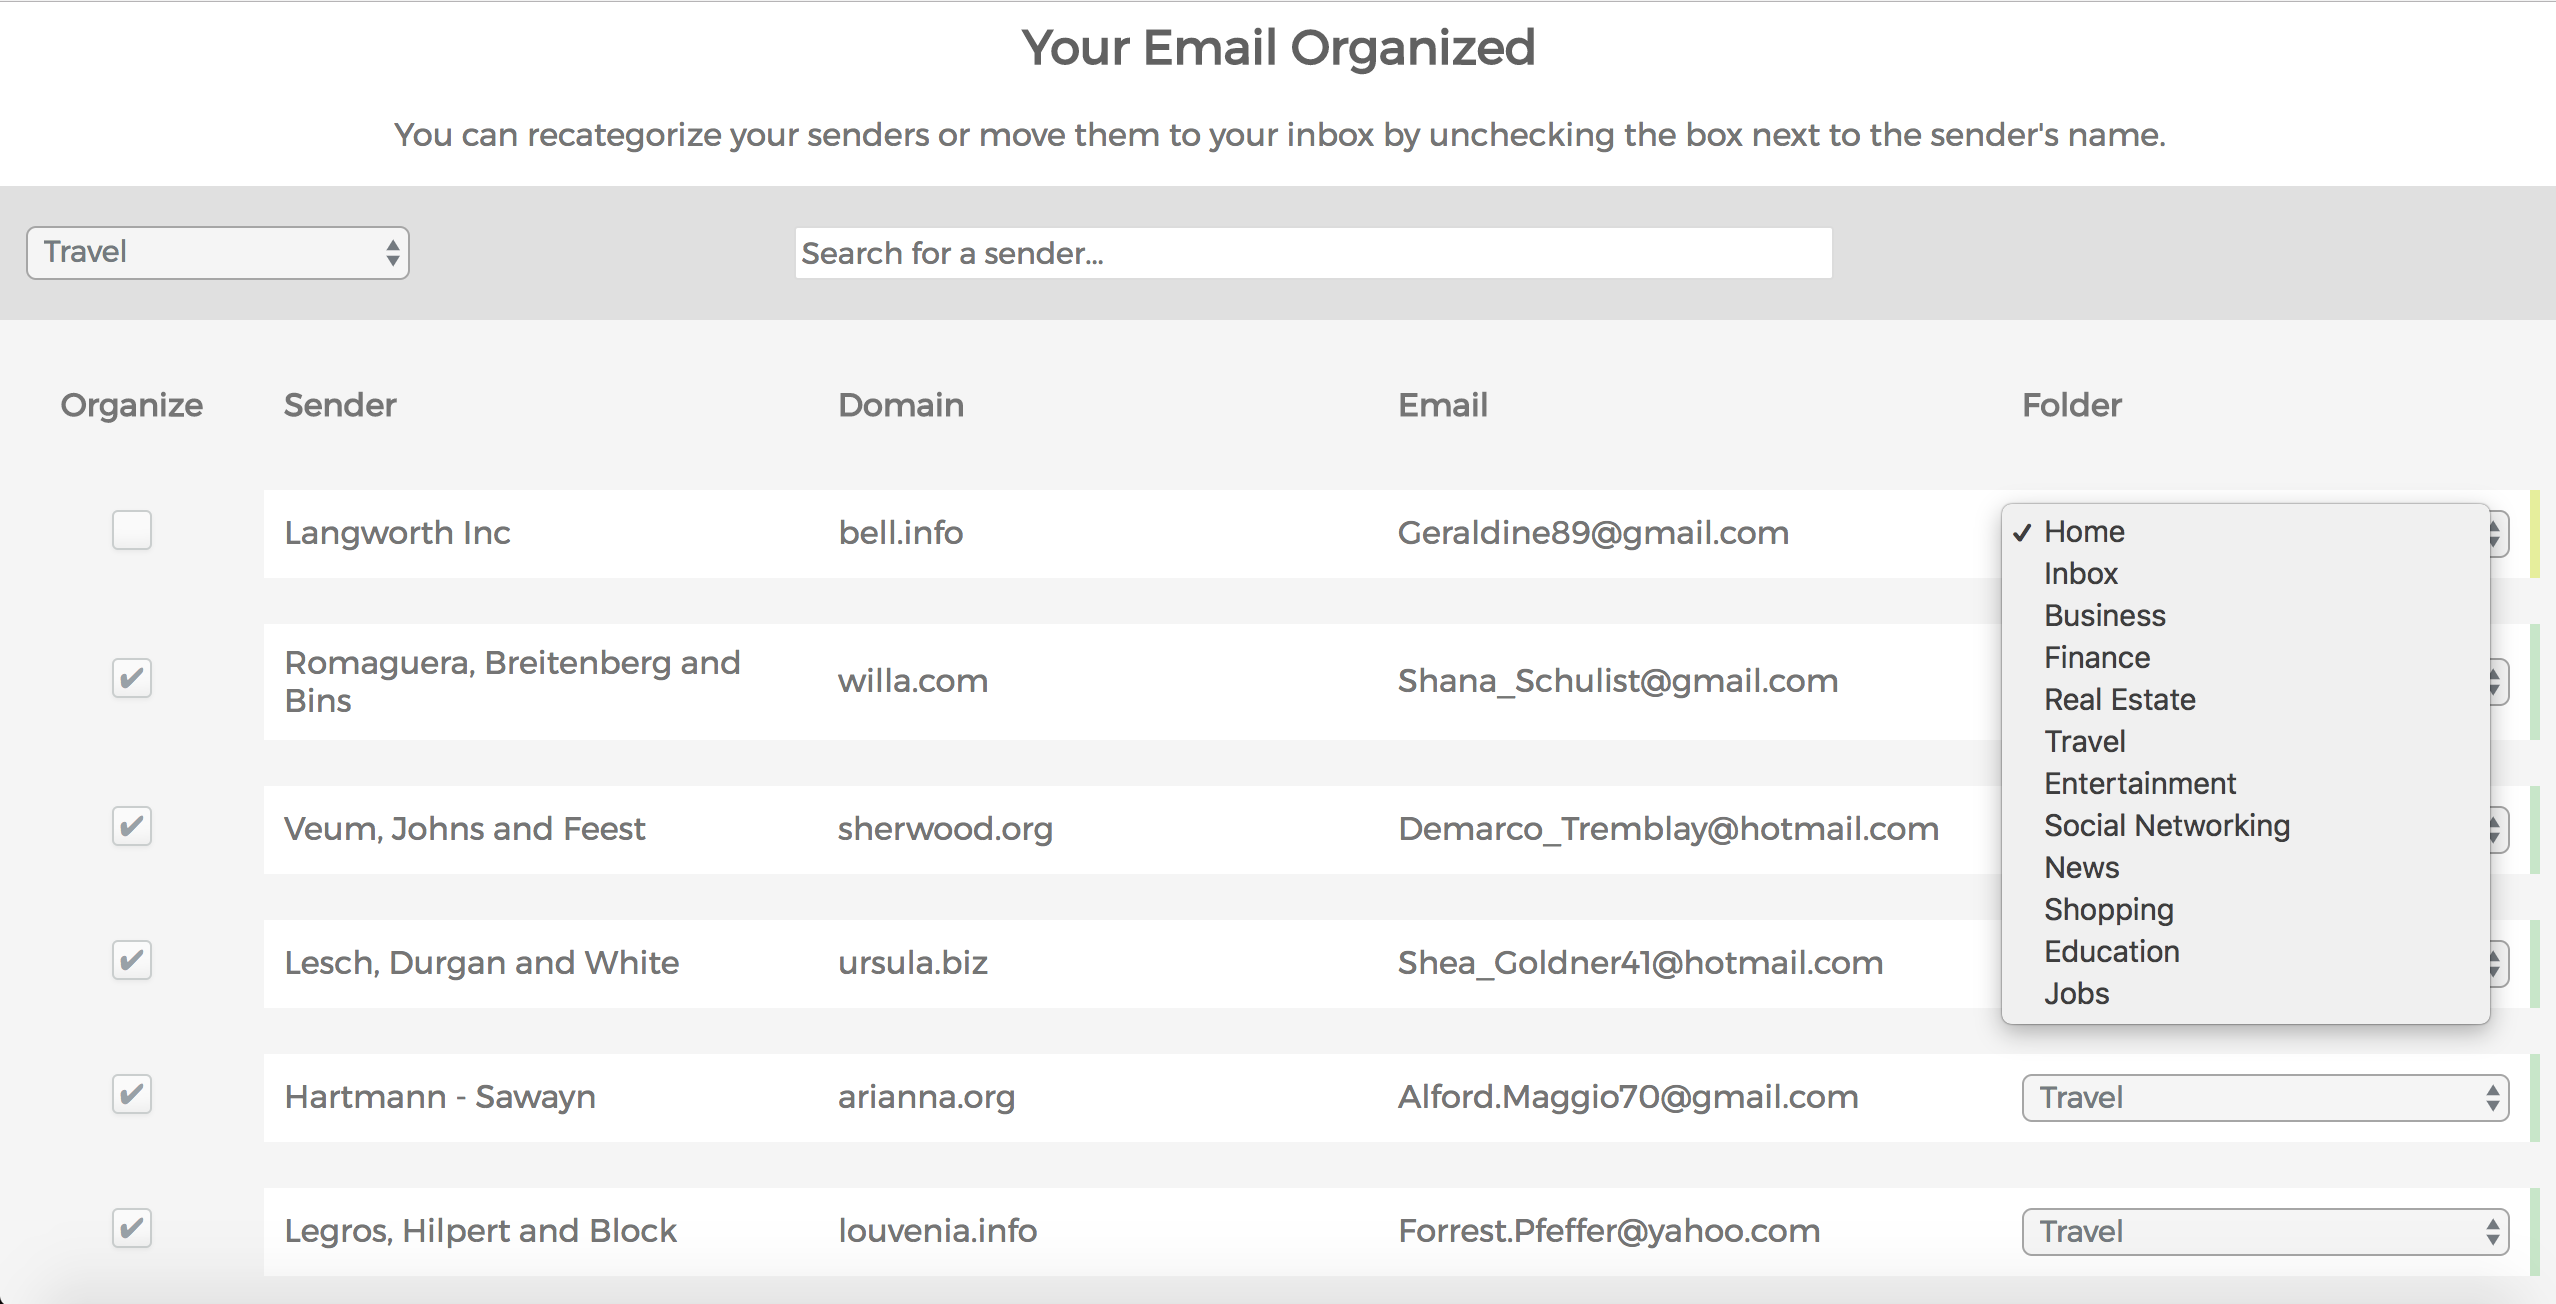 Your Email Organized
You can recategorize your senders or move them to your inbox by unchecking the box next to the sender's name.
Travel
Search for a sender...
Organize Sender Domain Email Folder
Langworth Inc bell.info Geraldine89@gmail.com
Romaguera, Breitenberg and
Bins
willa.com Shana_Schulist@gmail.com
Veum, Johns and Feest sherwood.org Demarco_Tremblay@hotmail.com
Lesch, Durgan and White ursula.biz Shea_Goldner41@hotmail.com
✓ Home
Inbox
Business
Finance
Real Estate
Travel
Entertainment
Social Networking
News
Shopping
Education
Jobs
Hartmann - Sawayn arianna.org Alford.Maggio70@gmail.com Travel
Legros, Hilpert and Block louvenia.info Forrest.Pfeffer@yahoo.com Travel